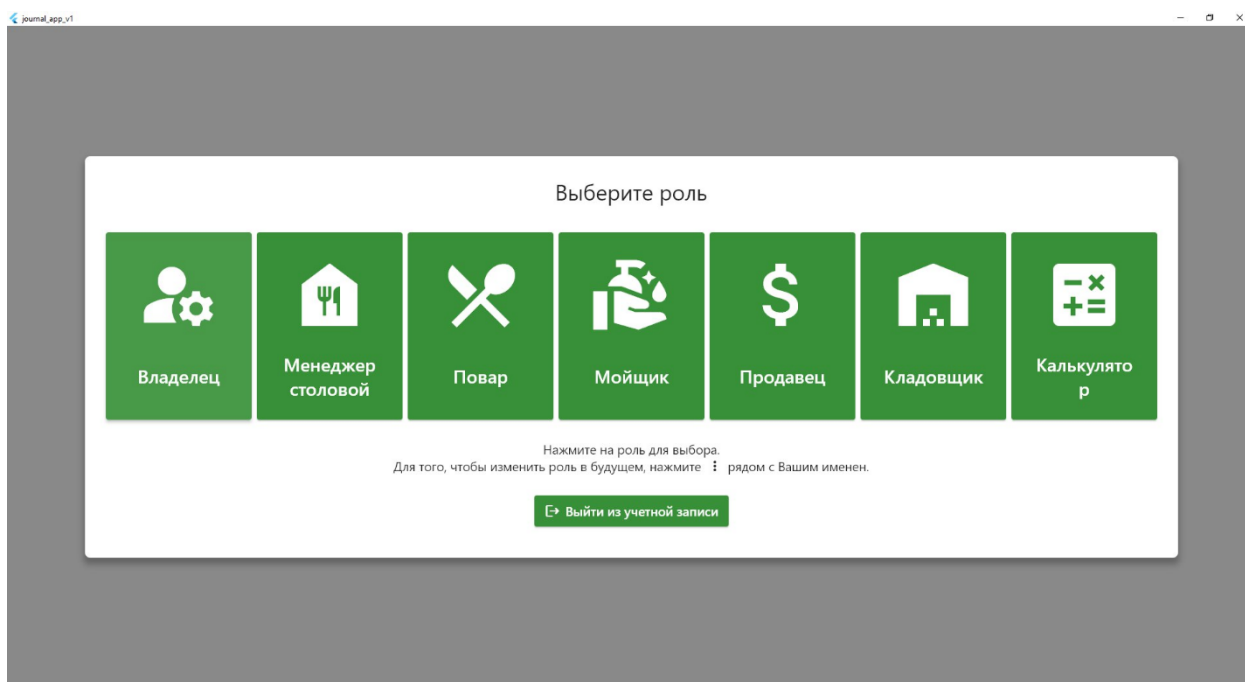 journal_app_v1
Выберите роль
Владелец
Менеджер
столовой
Повар
Мойщик
Продавец
Кладовщик
Калькулято
р
Нажмите на роль для выбора.
Для того, чтобы изменить роль в будущем, нажмите ⋮ рядом с Вашим именен.
Выйти из учетной записи